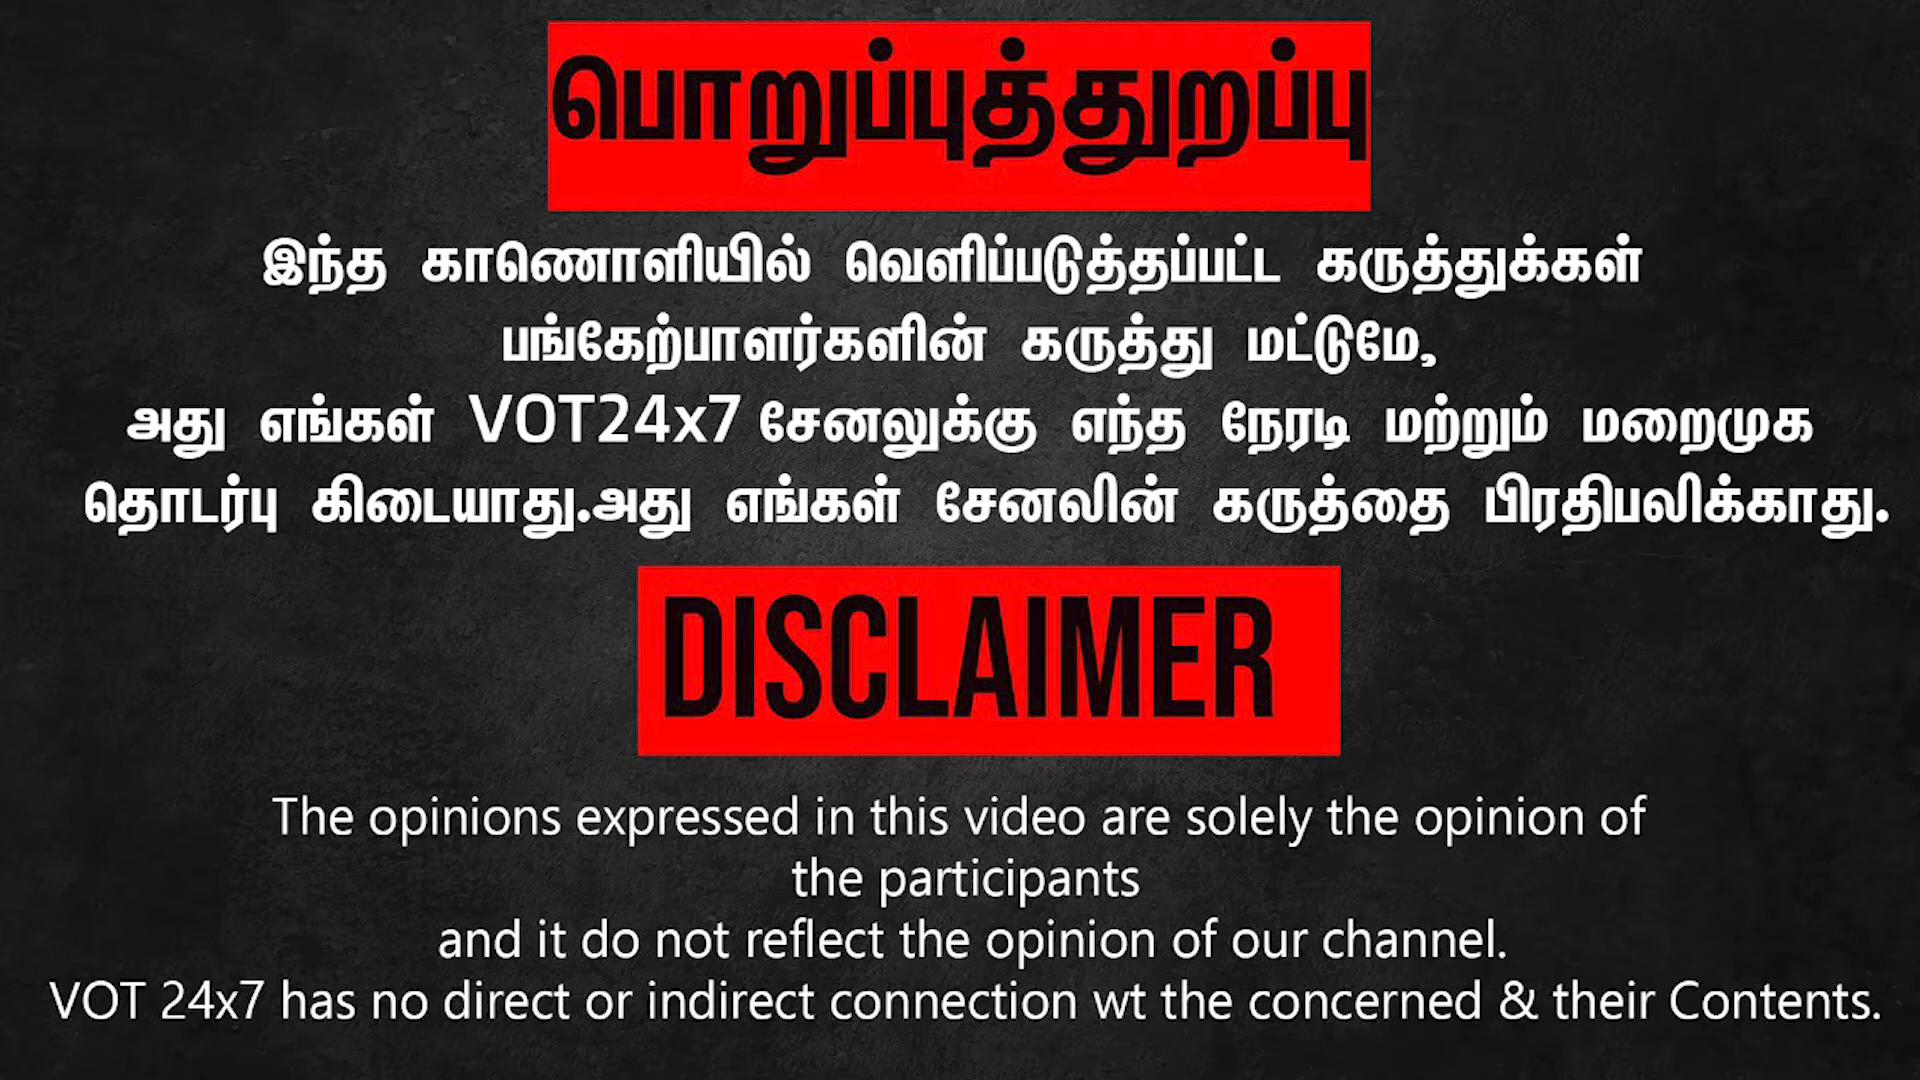 பொறுப்புத்துறப்பு
இந்த காணொளியில் வெளிப்படுத்தப்பட்ட கருத்துக்கள்
பங்கேற்பாளர்களின் கருத்து மட்டுமே,
அது எங்கள் VOT24x7 சேனலுக்கு எந்த நேரடி மற்றும் மறைமுக
தொடர்பு கிடையாது.அது எங்கள் சேனலின் கருத்தை பிரதிபலிக்காது.
DISCLAIMER
The opinions expressed in this video are solely the opinion of
the participants
and it do not reflect the opinion of our channel.
VOT 24x7 has no direct or indirect connection wt the concerned & their Contents.